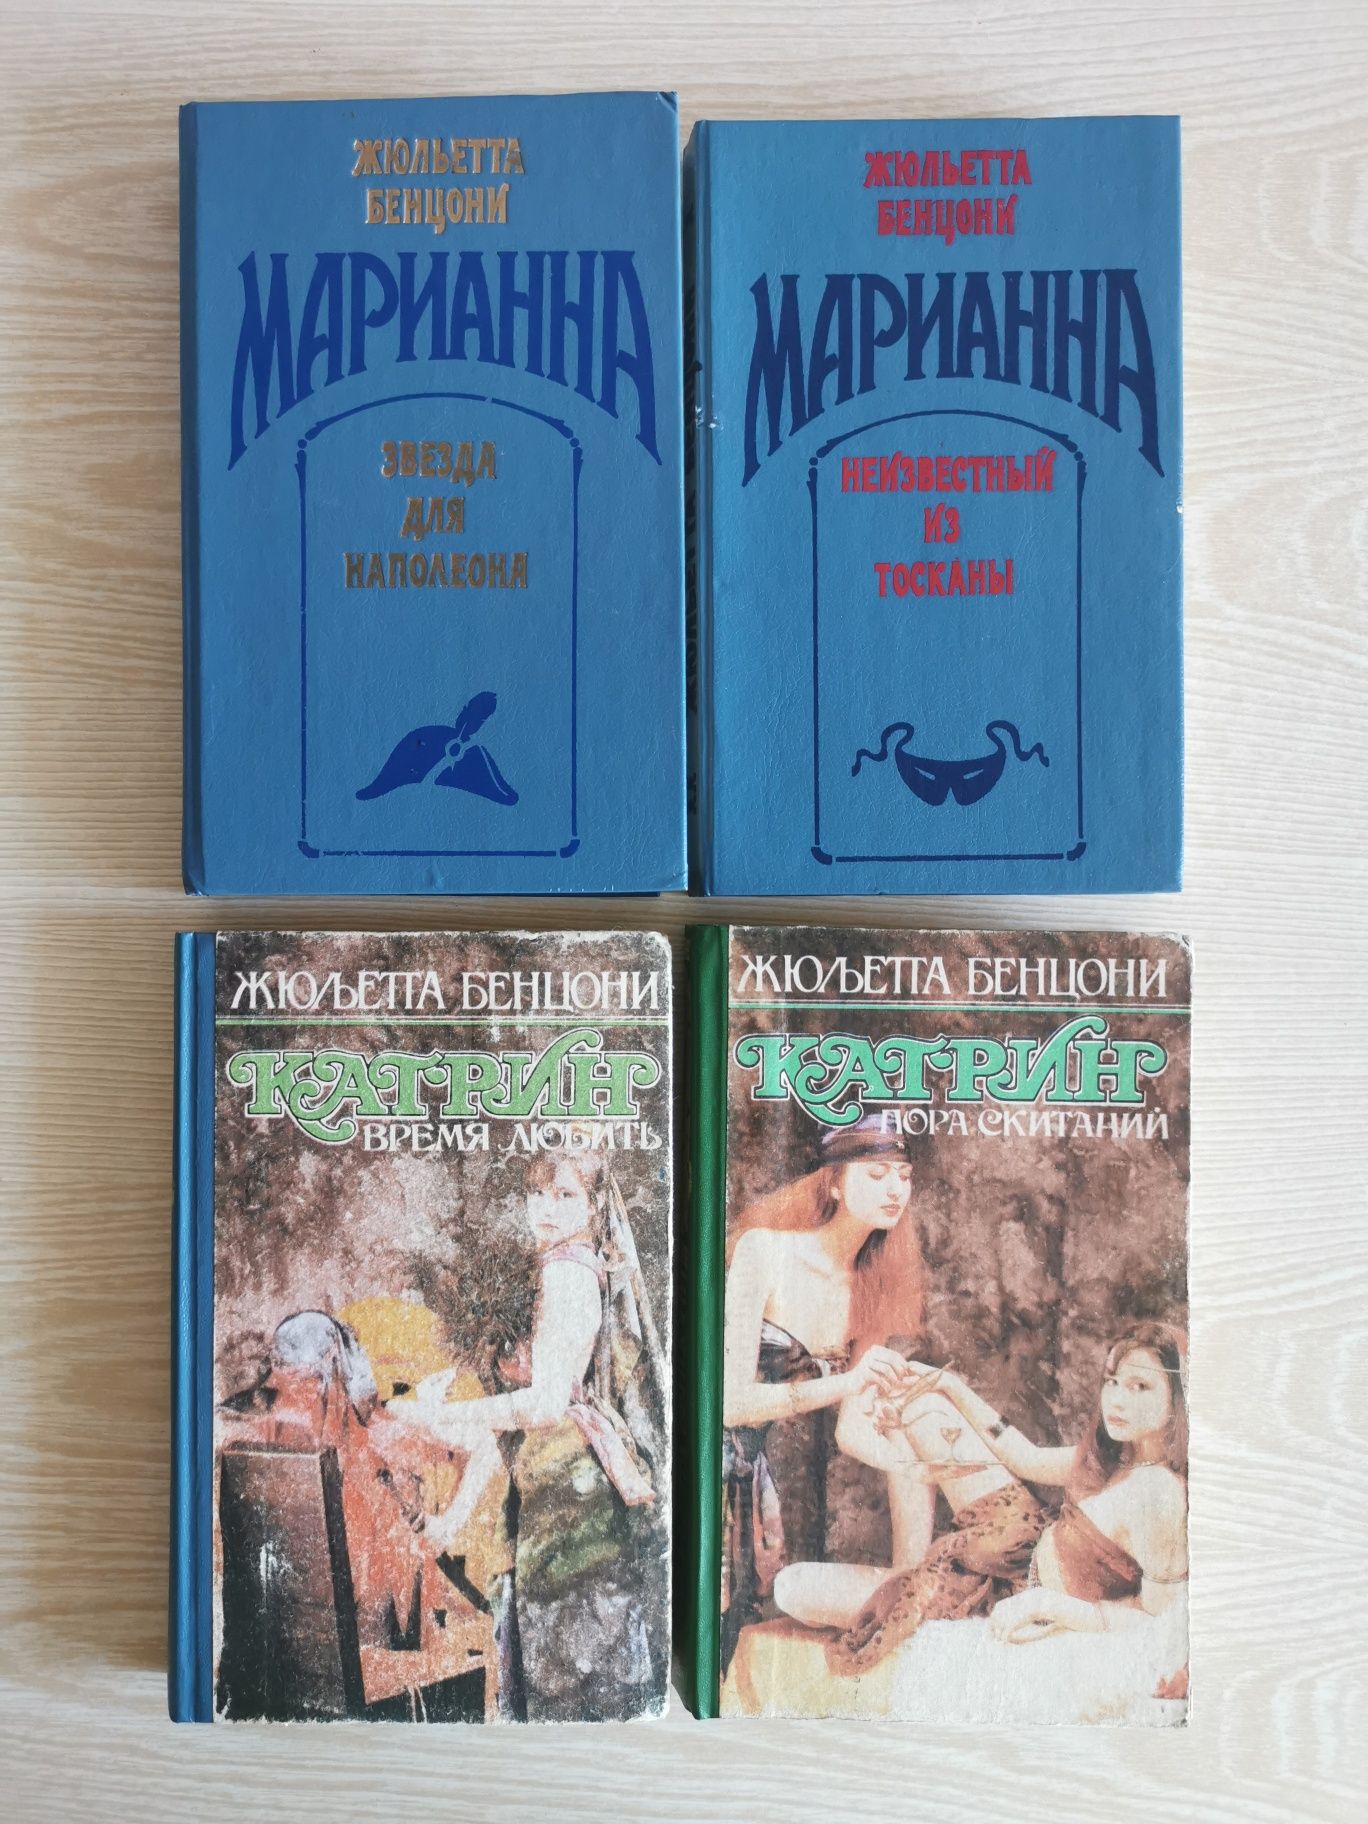 ЖЮЛЬЕТТА
БЕНЦОНИ
МАРИАННА
ЗВЕЗДА
ДЛЯ
НАПОЛЕОНА
ЖЮЛЬЕТТА
БЕНЦОНИ
МАРИАННА
НЕИЗВЕСТНЫЙ
ИЗ
ТОСКАНЫ
ЖЮЛЬЕТТА БЕНЦОНИ
КАТРИН
ВРЕМЯ ЛЮБИТЬ
ЖЮЛЬЕТТА БЕНЦОНИ
КАТРИН
ПОРА СКИТАНИЙ